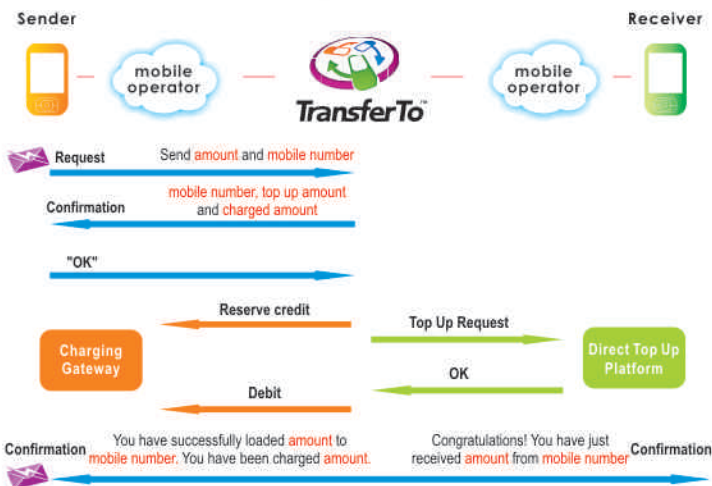 Sender
Receiver
mobile
operator
TransferTo™
mobile
operator
Request
Send amount and mobile number
Confirmation
mobile number, top up amount
and charged amount
"OK"
Reserve credit
Top Up Request
Charging
Gateway
Direct Top Up
Platform
OK
Debit
Confirmation
You have successfully loaded amount to
mobile number. You have been charged amount.
Congratulations! You have just
received amount from mobile number
Confirmation